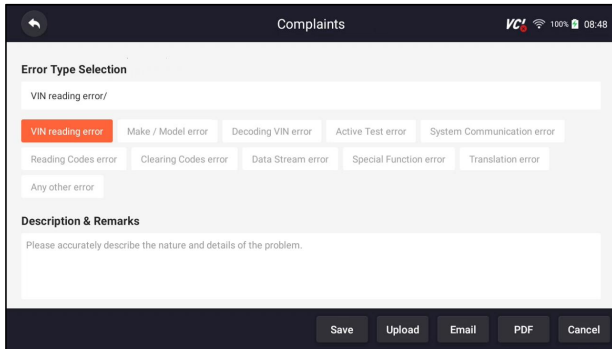 Complaints
VCI 100% 08:48
Error Type Selection
VIN reading error/
VIN reading error Make / Model error Decoding VIN error Active Test error System Communication error
Reading Codes error Clearing Codes error Data Stream error Special Function error Translation error
Any other error
Description & Remarks
Please accurately describe the nature and details of the problem.
Save Upload Email PDF Cancel